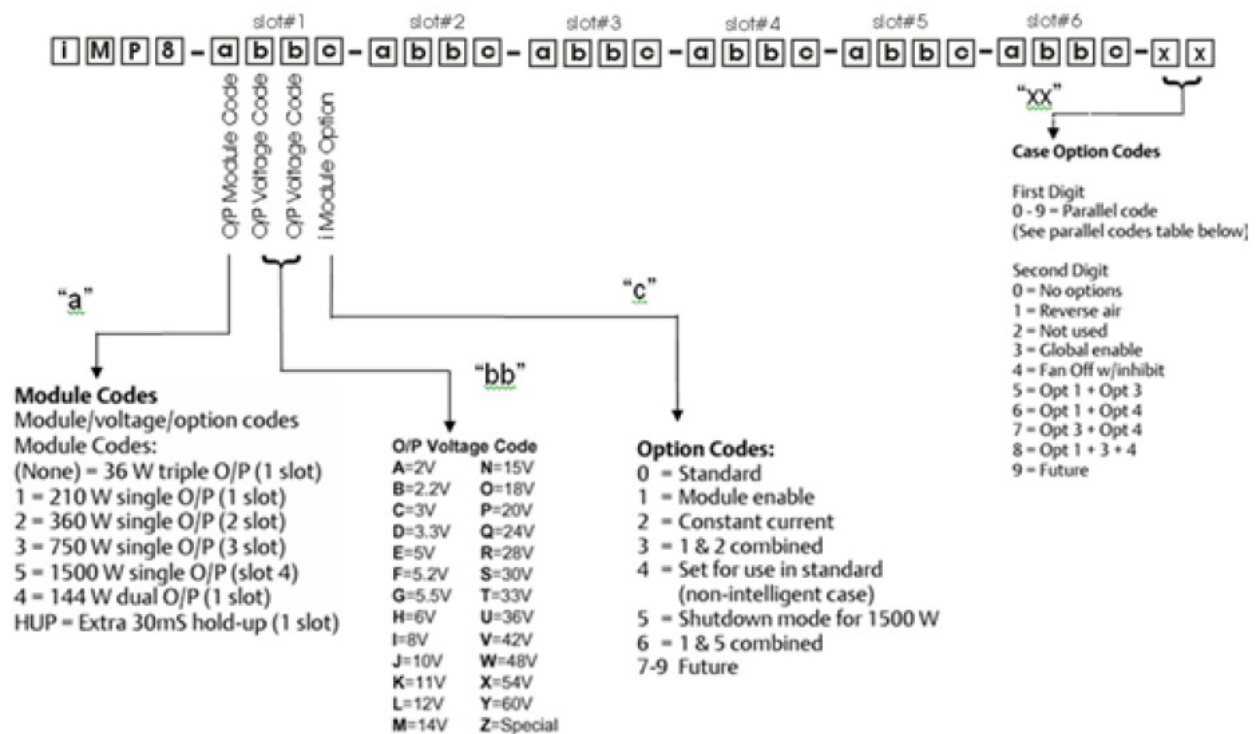 slot#1 slot#2 slot#3 slot#4 slot#5 slot#6
i M P 8 - a b b c - a b b c - a b b c - a b b c - a b b c - a b b c - x x
O/P Module Code
O/P Voltage Code
O/P Voltage Code
i Module Option
"a"
"bb"
"c"
"xx"
Module Codes
Module/voltage/option codes
Module Codes:
(None) = 36 W triple O/P (1 slot)
1 = 210 W single O/P (1 slot)
2 = 360 W single O/P (2 slot)
3 = 750 W single O/P (3 slot)
5 = 1500 W single O/P (slot 4)
4 = 144 W dual O/P (1 slot)
HUP = Extra 30mS hold-up (1 slot)
O/P Voltage Code
A=2V N=15V
B=2.2V O=18V
C=3V P=20V
D=3.3V Q=24V
E=5V R=28V
F=5.2V S=30V
G=5.5V T=33V
H=6V U=36V
I=8V V=42V
J=10V W=48V
K=11V X=54V
L=12V Y=60V
M=14V Z=Special
Option Codes:
0 = Standard
1 = Module enable
2 = Constant current
3 = 1 & 2 combined
4 = Set for use in standard
(non-intelligent case)
5 = Shutdown mode for 1500 W
6 = 1 & 5 combined
7-9 Future
Case Option Codes
First Digit
0 - 9 = Parallel code
(See parallel codes table below)
Second Digit
0 = No options
1 = Reverse air
2 = Not used
3 = Global enable
4 = Fan Off w/inhibit
5 = Opt 1 + Opt 3
6 = Opt 1 + Opt 4
7 = Opt 3 + Opt 4
8 = Opt 1 + 3 + 4
9 = Future